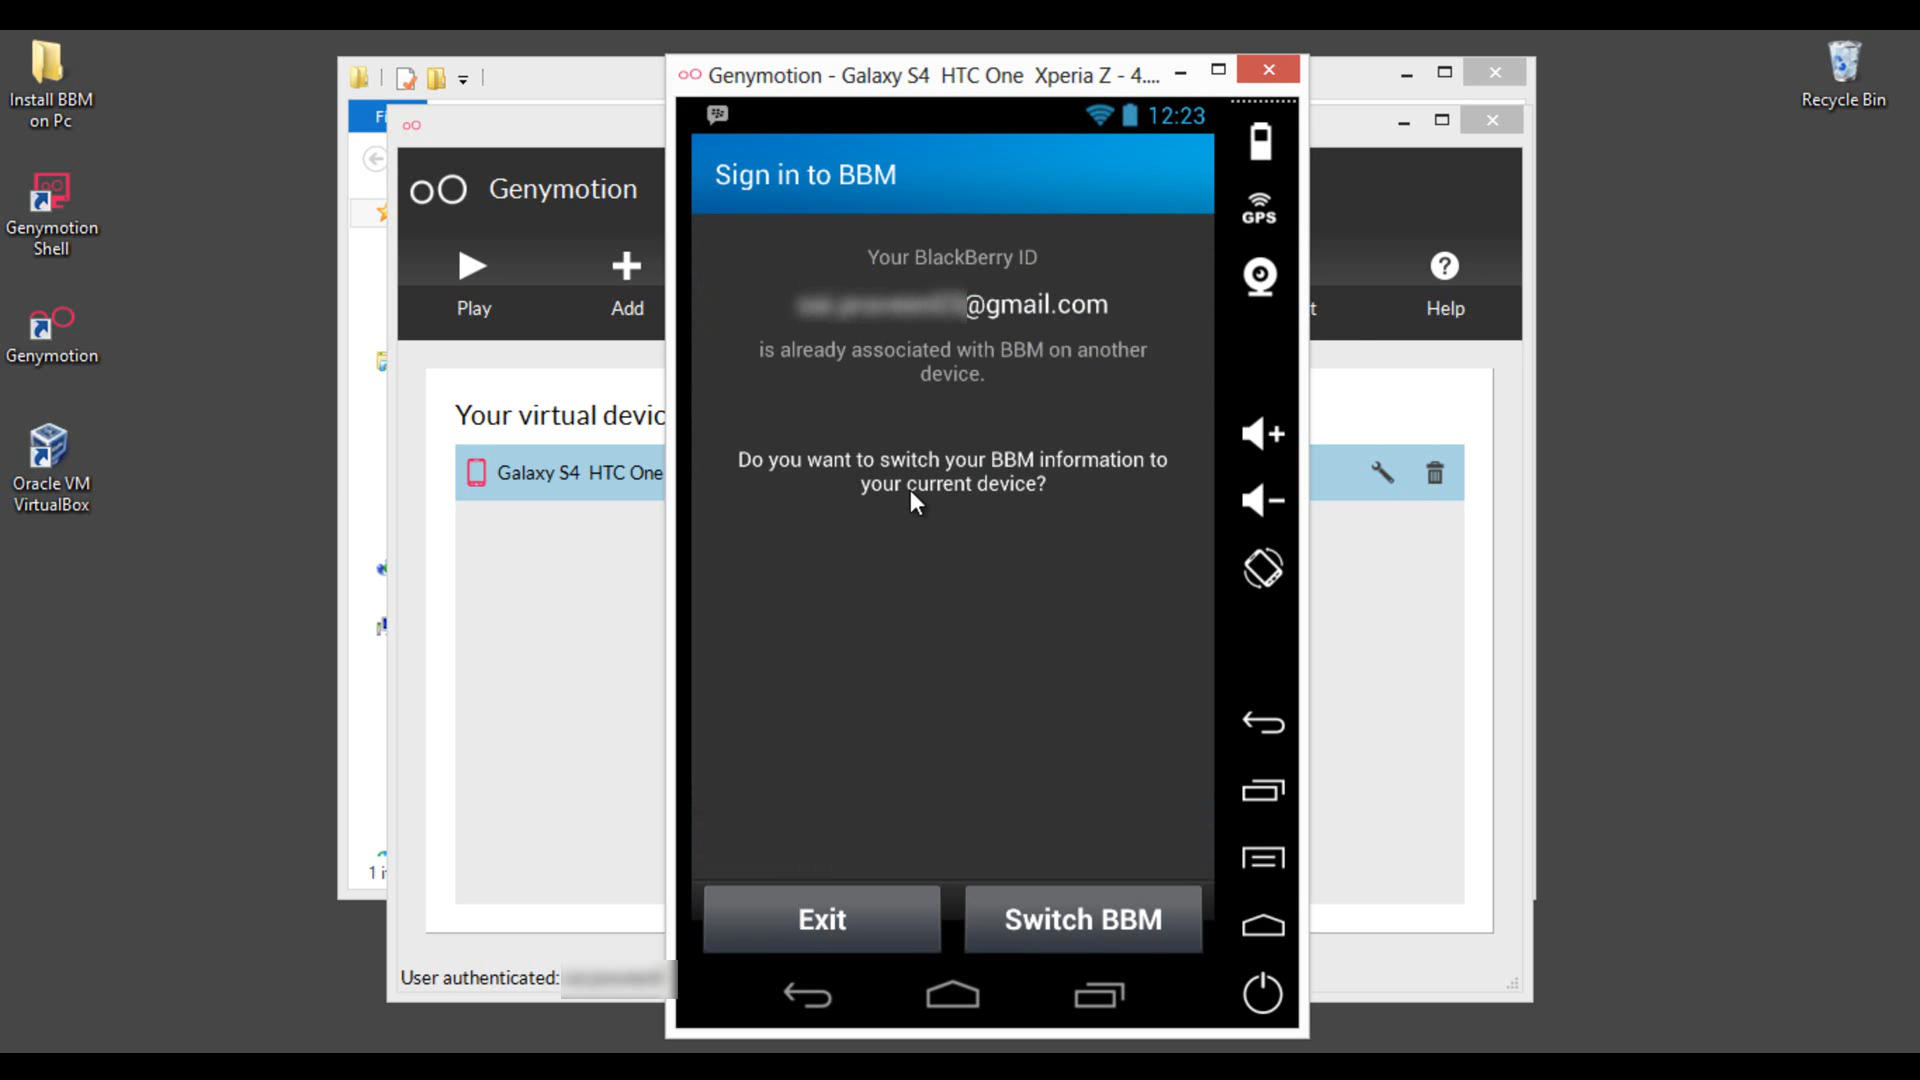 Install BBM
on Pc
Genymotion
Shell
Genymotion
Oracle VM
VirtualBox
Recycle Bin
Fi
1 i
Genymotion
Play
Add
t
Help
Your virtual devic
Galaxy S4 HTC One
User authenticated:
Genymotion - Galaxy S4 HTC One Xperia Z - 4....
12:23
Sign in to BBM
Your BlackBerry ID
@gmail.com
is already associated with BBM on another
device.
Do you want to switch your BBM information to
your current device?
Exit
Switch BBM
GPS